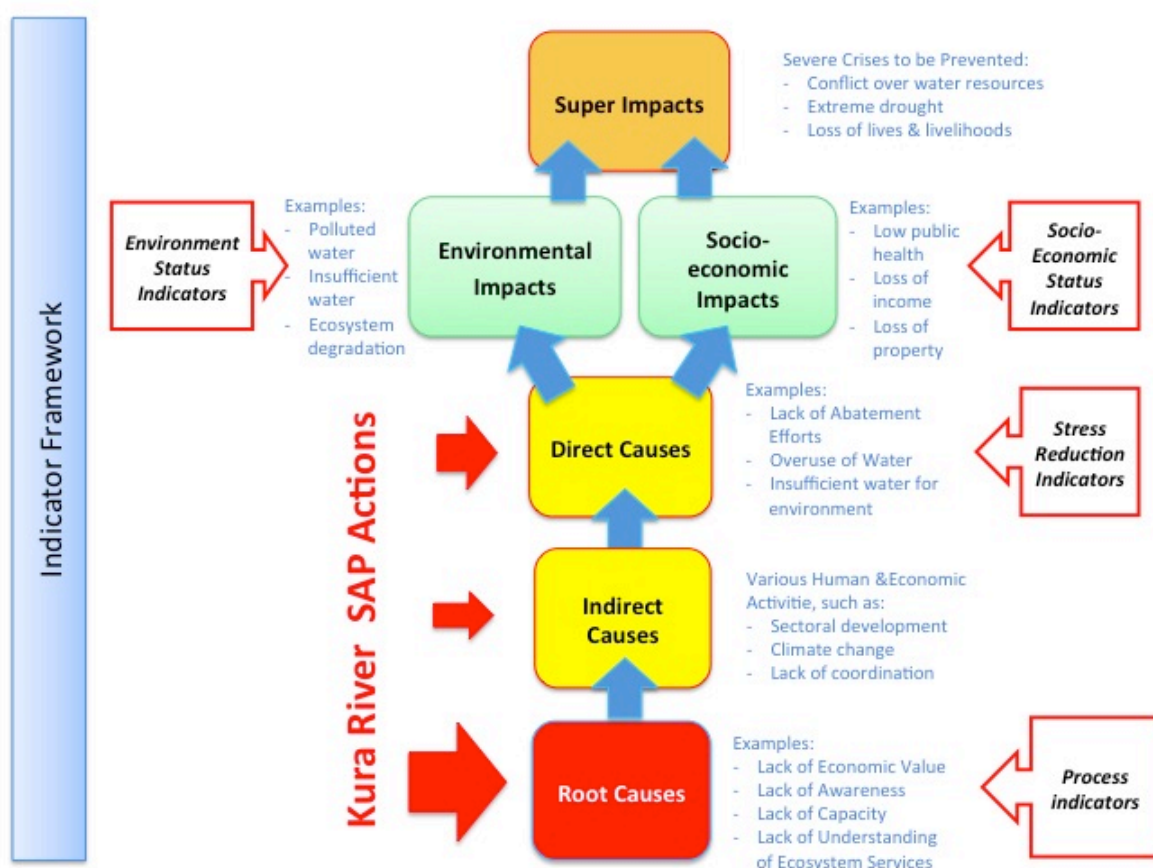 Indicator Framework
Super Impacts
Severe Crises to be Prevented:
- Conflict over water resources
- Extreme drought
- Loss of lives & livelihoods
Environment
Status
Indicators
Examples:
- Polluted
water
- Insufficient
water
- Ecosystem
degradation
Environmental
Impacts
Socio-
economic
Impacts
Examples:
- Low public
health
- Loss of
income
- Loss of
property
Socio-
Economic
Status
Indicators
Kura River SAP Actions
Direct Causes
Examples:
- Lack of Abatement
Efforts
- Overuse of Water
- Insufficient water for
environment
Stress
Reduction
Indicators
Indirect
Causes
Various Human &Economic
Activitie, such as:
- Sectoral development
- Climate change
- Lack of coordination
Root Causes
Examples:
- Lack of Economic Value
- Lack of Awareness
- Lack of Capacity
- Lack of Understanding
of Ecosystem Services
Process
indicators